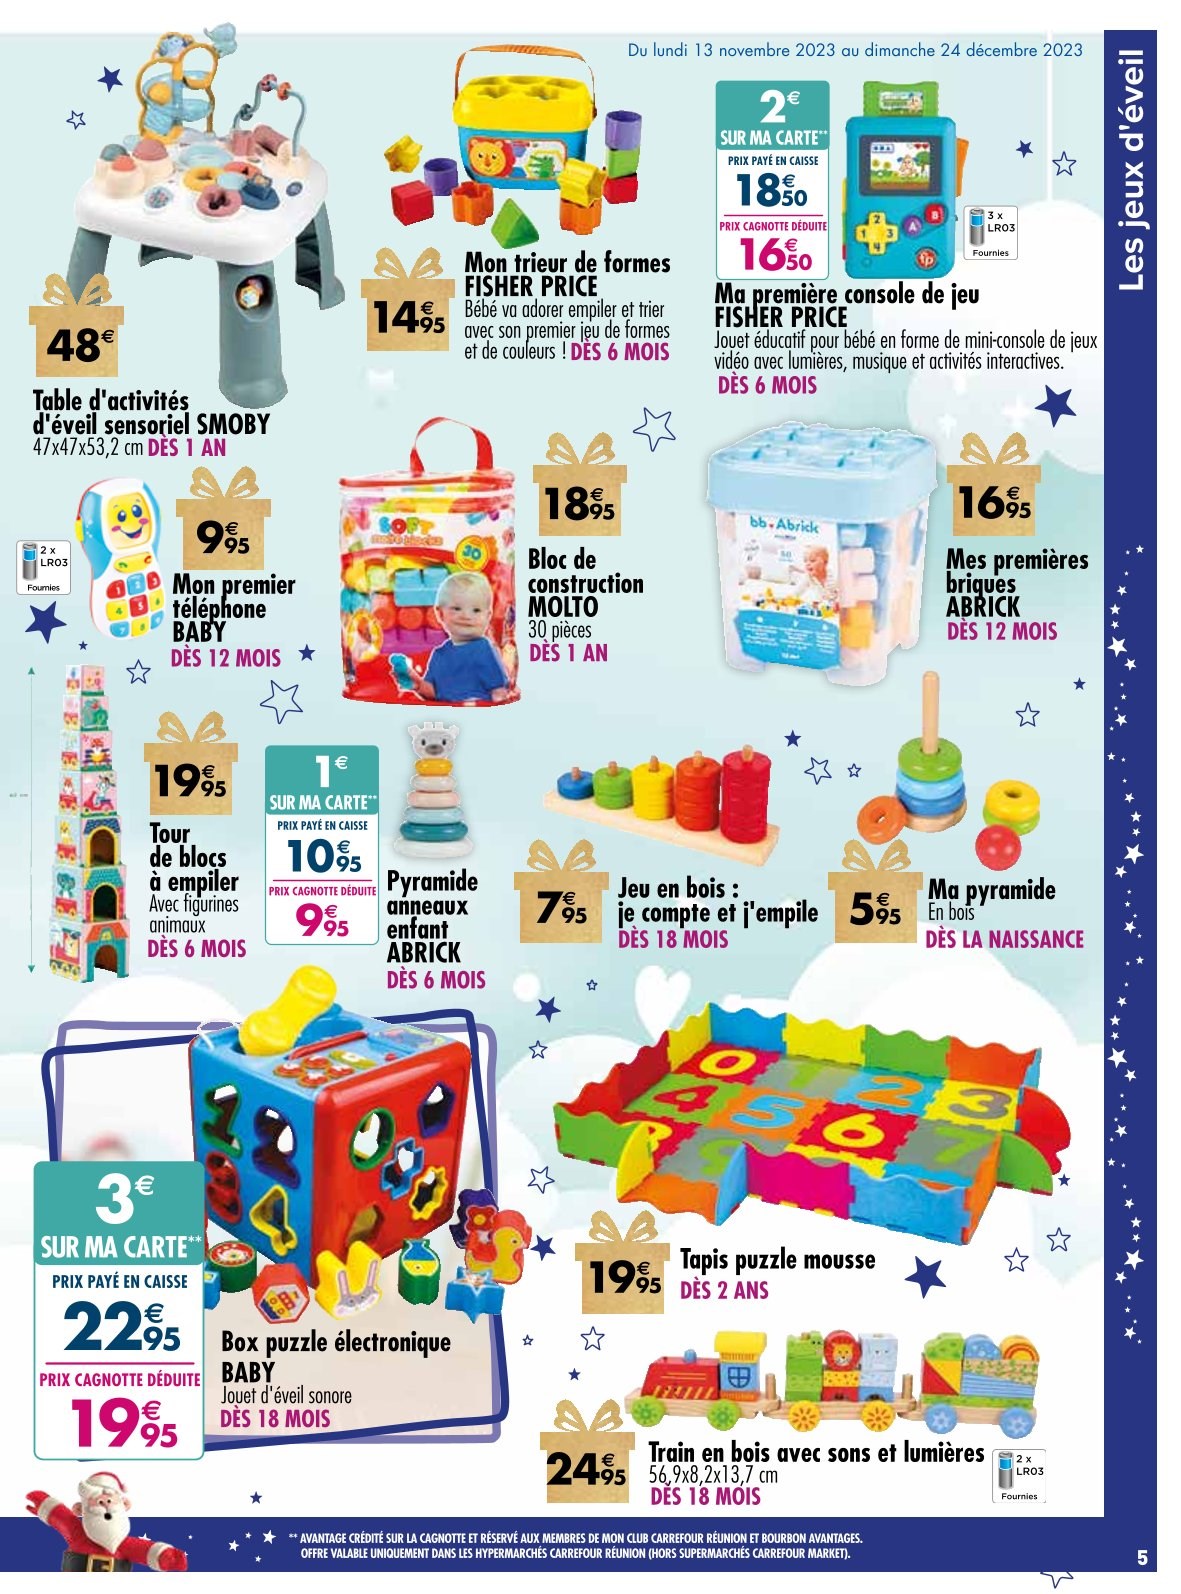 Du lundi 13 novembre 2023 au dimanche 24 décembre 2023
Les jeux d'éveil
48€
Table d'activités
d'éveil sensoriel SMOBY
47x47x53,2 cm DÈS 1 AN
14€95
Mon trieur de formes
FISHER PRICE
Bébé va adorer empiler et trier
avec son premier jeu de formes
et de couleurs ! DÈS 6 MOIS
2€
SUR MA CARTE**
PRIX PAYÉ EN CAISSE
18€50
PRIX CAGNOTTE DÉDUITE
16€50
3 x
LR03
Fournies
Ma première console de jeu
FISHER PRICE
Jouet éducatif pour bébé en forme de mini-console de jeux
vidéo avec lumières, musique et activités interactives.
DÈS 6 MOIS
2 x
LR03
Fournies
9€95
Mon premier
téléphone
BABY
DÈS 12 MOIS
SOFT
30
18€95
Bloc de
construction
MOLTO
30 pièces
DÈS 1 AN
bb.Abrick
16€95
Mes premières
briques
ABRICK
DÈS 12 MOIS
19€95
Tour
de blocs
à empiler
Avec figurines
animaux
DÈS 6 MOIS
1€
SUR MA CARTE**
PRIX PAYÉ EN CAISSE
10€95
PRIX CAGNOTTE DÉDUITE
9€95
Pyramide
anneaux
enfant
ABRICK
DÈS 6 MOIS
7€95
Jeu en bois :
je compte et j'empile
DÈS 18 MOIS
5€95
Ma pyramide
En bois
DÈS LA NAISSANCE
3€
SUR MA CARTE**
PRIX PAYÉ EN CAISSE
22€95
PRIX CAGNOTTE DÉDUITE
19€95
Box puzzle électronique
BABY
Jouet d'éveil sonore
DÈS 18 MOIS
0 1 2 3
4 5 6 7
8 9
19€95
Tapis puzzle mousse
DÈS 2 ANS
24€95
Train en bois avec sons et lumières
56,9x8,2x13,7 cm
DÈS 18 MOIS
2 x
LR03
Fournies
** AVANTAGE CRÉDITÉ SUR LA CAGNOTTE ET RÉSERVÉ AUX MEMBRES DE MON CLUB CARREFOUR RÉUNION ET BOURBON AVANTAGES.
OFFRE VALABLE UNIQUEMENT DANS LES HYPERMARCHÉS CARREFOUR RÉUNION (HORS SUPERMARCHÉS CARREFOUR MARKET).
5